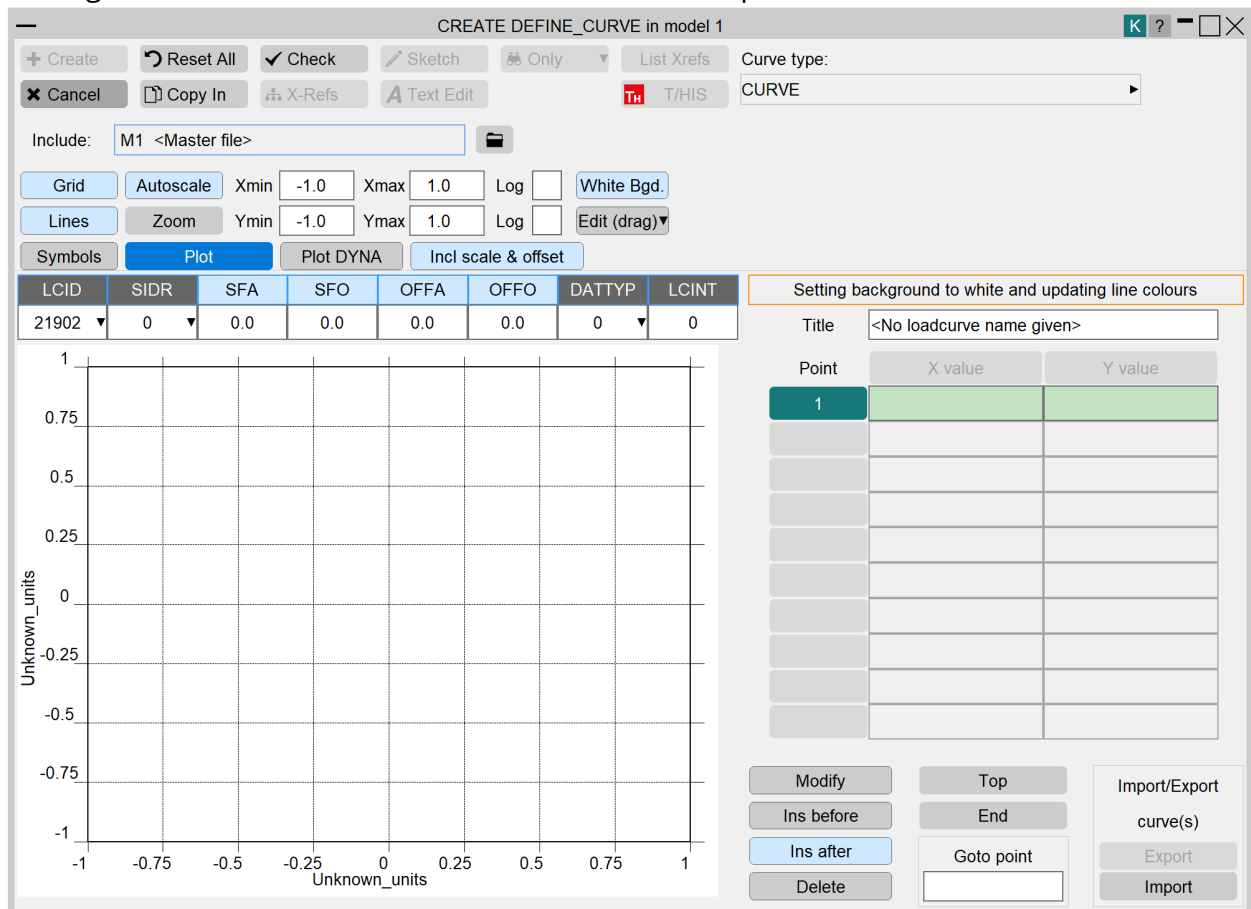 CREATE DEFINE_CURVE in model 1 K ?
Create Reset All Check Sketch Only List Xrefs Curve type:
Cancel Copy In X-Refs A Text Edit TH T/HIS CURVE
Include: M1 <Master file>
Grid Autoscale Xmin -1.0 Xmax 1.0 Log White Bgd.
Lines Zoom Ymin -1.0 Ymax 1.0 Log Edit (drag)
Symbols Plot Plot DYNA Incl scale & offset
LCID SIDR SFA SFO OFFA OFFO DATTYP LCINT
21902 0 0.0 0.0 0.0 0.0 0 0
1
0.75
0.5
0.25
0
-0.25
-0.5
-0.75
-1
Unknown_units
-1 -0.75 -0.5 -0.25 0 0.25 0.5 0.75 1
Unknown_units
Setting background to white and updating line colours
Title <No loadcurve name given>
Point X value Y value
1
Modify Top Import/Export
Ins before End curve(s)
Ins after Goto point Export
Delete Import